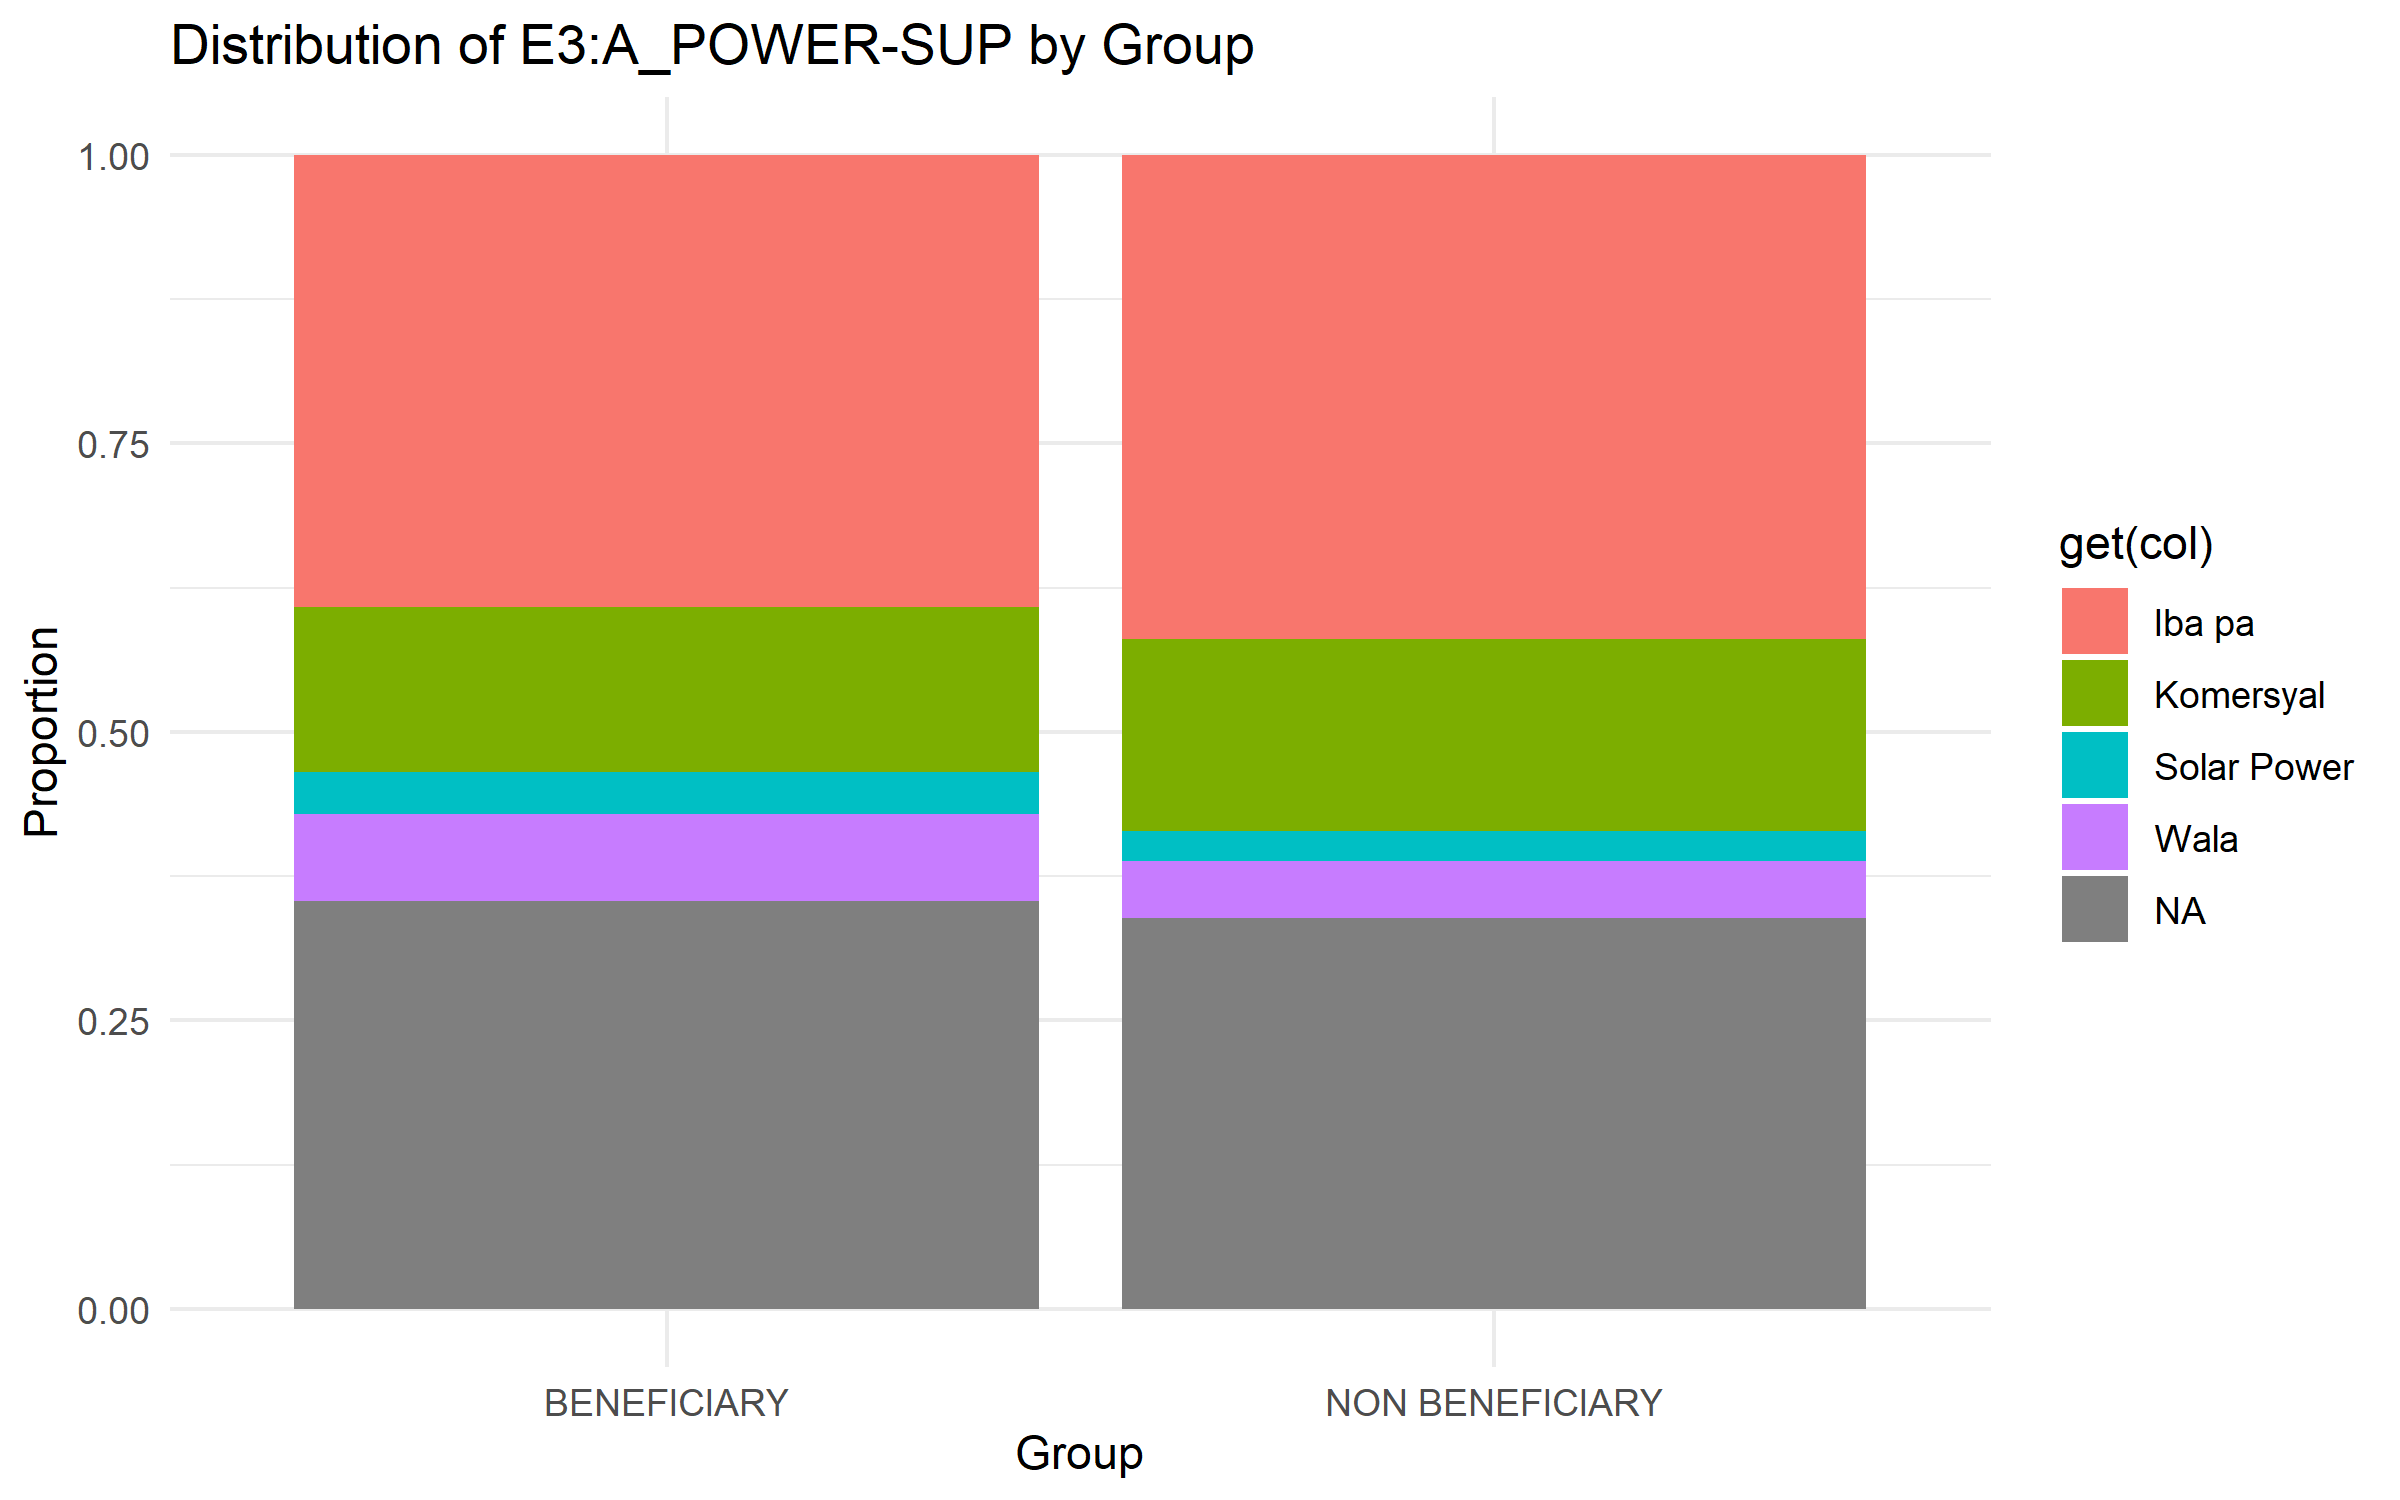 Distribution of E3:A_POWER-SUP by Group
1.00
0.75
0.50
0.25
0.00
Proportion
BENEFICIARY
NON BENEFICIARY
Group
get(col)
Iba pa
Komersyal
Solar Power
Wala
NA